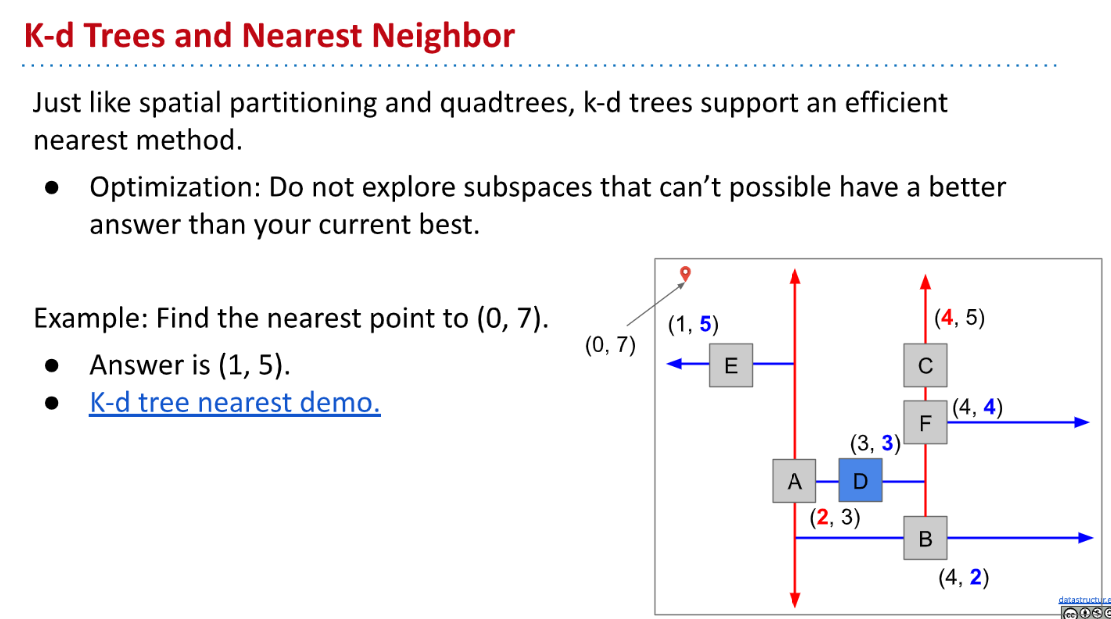 K-d Trees and Nearest Neighbor
Just like spatial partitioning and quadtrees, k-d trees support an efficient
nearest method.
● Optimization: Do not explore subspaces that can’t possible have a better
answer than your current best.
Example: Find the nearest point to (0, 7).
● Answer is (1, 5).
● K-d tree nearest demo.
(0, 7)
(1, 5)
(4, 5)
E
C
(4, 4)
F
(3, 3)
A
D
(2, 3)
B
(4, 2)
datastructur.e
cc